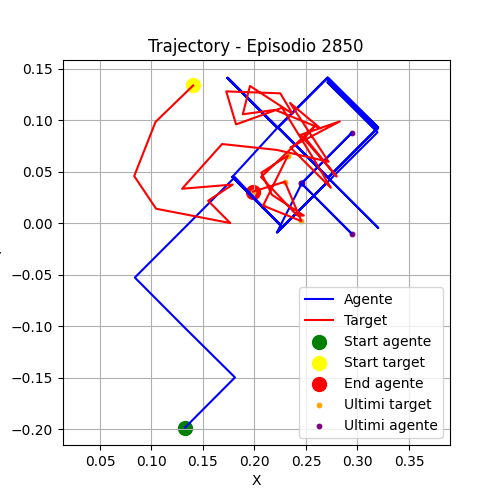 Trajectory - Episodio 2850
0.15
0.10
0.05
0.00
−0.05
−0.10
−0.15
−0.20
Agente
Target
Start agente
Start target
End agente
Ultimi target
Ultimi agente
0.05 0.10 0.15 0.20 0.25 0.30 0.35
X